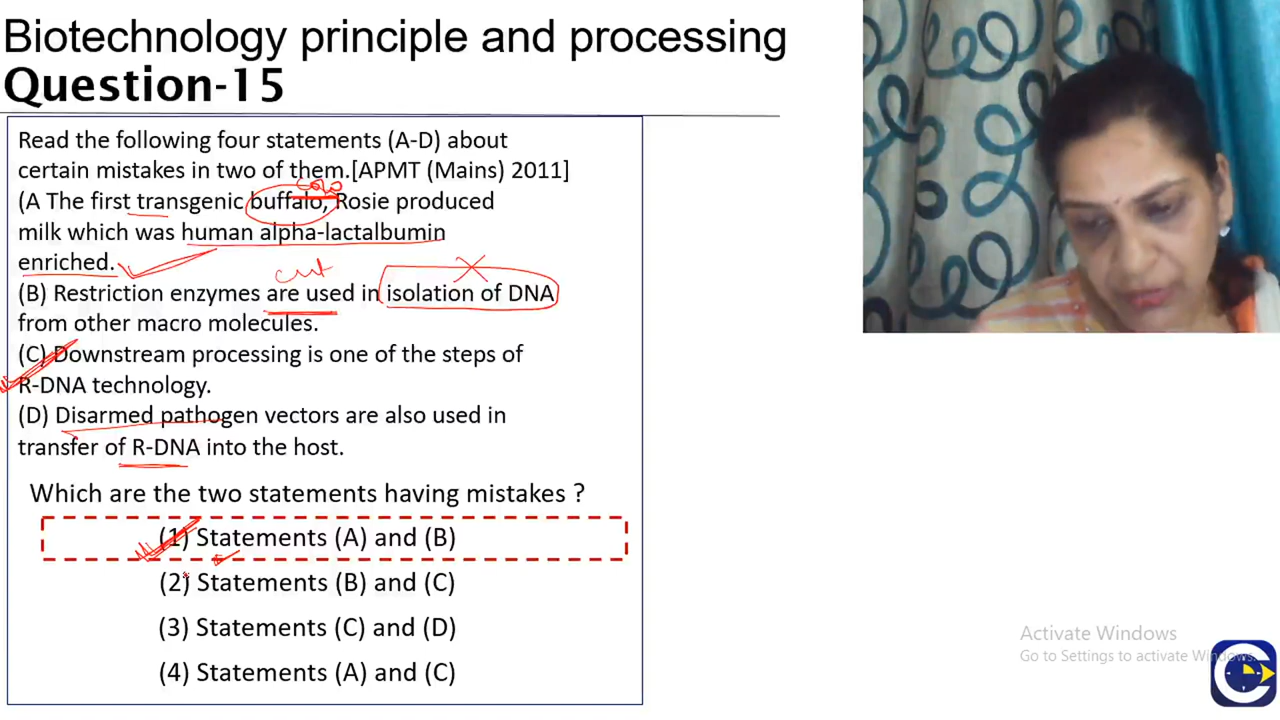 Biotechnology principle and processing
Question-15
Read the following four statements (A-D) about
certain mistakes in two of them.[APMT (Mains) 2011]
cow
(A The first transgenic buffalo, Rosie produced
milk which was human alpha-lactalbumin
enriched.
cut
(B) Restriction enzymes are used in isolation of DNA
from other macro molecules.
(C) Downstream processing is one of the steps of
R-DNA technology.
(D) Disarmed pathogen vectors are also used in
transfer of R-DNA into the host.
Which are the two statements having mistakes ?
(1) Statements (A) and (B)
(2) Statements (B) and (C)
(3) Statements (C) and (D)
(4) Statements (A) and (C)
Activate Windows
Go to Settings to activate Windows.